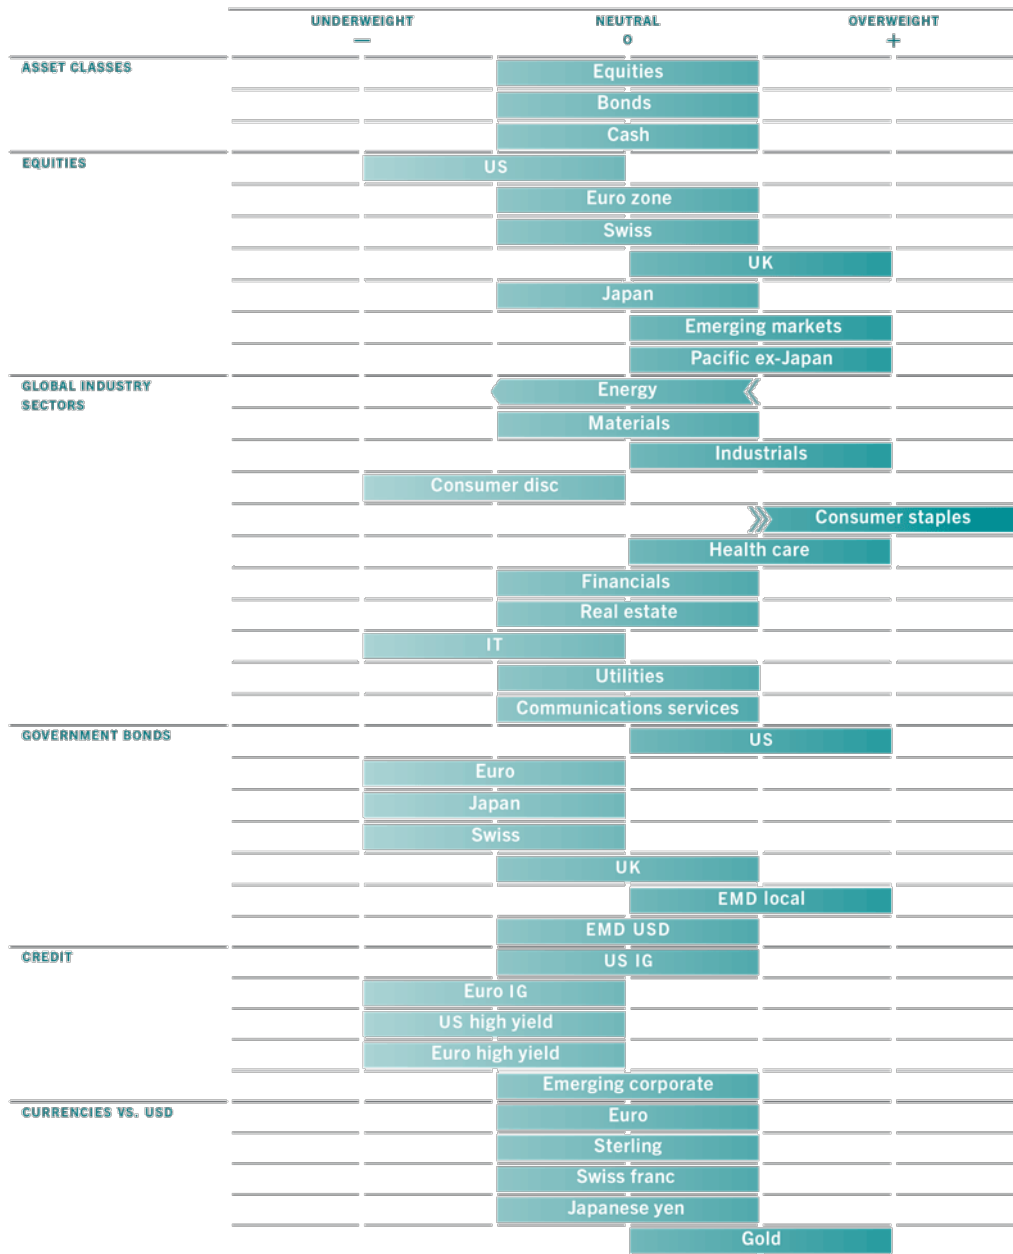 UNDERWEIGHT NEUTRAL OVERWEIGHT
— o +
ASSET CLASSES Equities
Bonds
Cash
EQUITIES US
Euro zone
Swiss
UK
Japan
Emerging markets
Pacific ex-Japan
GLOBAL INDUSTRY Energy
SECTORS
Materials
Industrials
Consumer disc
Consumer staples
Health care
Financials
Real estate
IT
Utilities
Communications services
GOVERNMENT BONDS US
Euro
Japan
Swiss
UK
EMD local
EMD USD
CREDIT US IG
Euro IG
US high yield
Euro high yield
Emerging corporate
CURRENCIES VS. USD Euro
Sterling
Swiss franc
Japanese yen
Gold